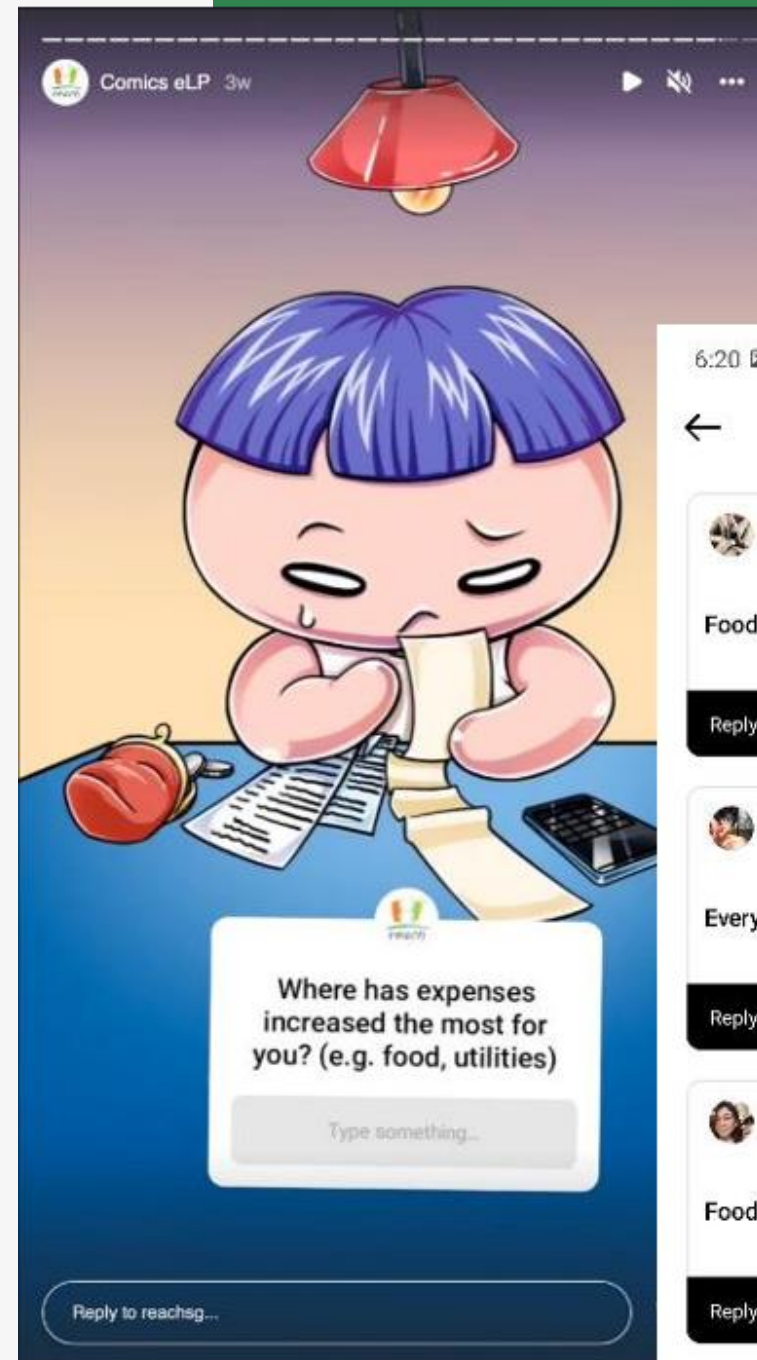 Comics eLP 3w
Where has expenses
increased the most for
you? (e.g. food, utilities)
Type something...
Reply to reachsg...
6:20
Food
Reply
Every
Reply
Food
Reply